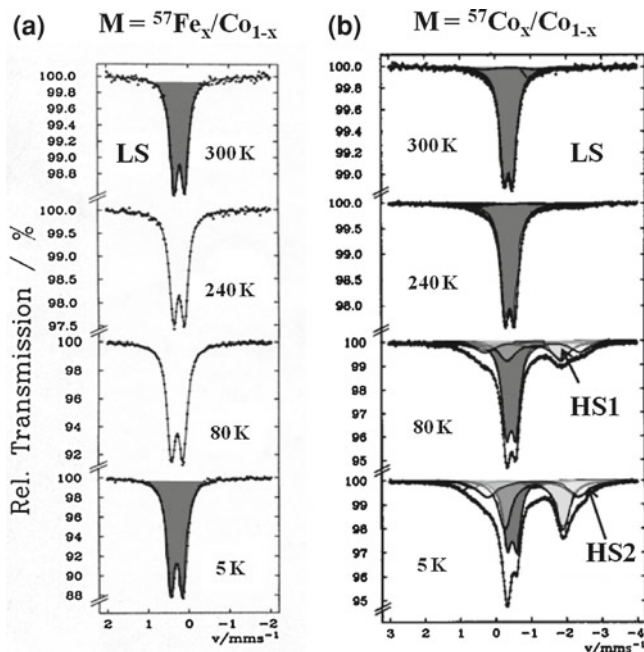 (a) M = ⁵⁷Feₓ/Co₁₋ₓ
(b) M = ⁵⁷Coₓ/Co₁₋ₓ
Rel. Transmission / %
100.0
99.8
99.6
99.4
99.2
99.0
98.8
LS
300 K
100.0
99.5
99.0
98.5
98.0
97.5
240 K
100
98
96
94
92
80 K
100
98
96
94
92
90
88
5 K
2 1 0 -1 -2
v/mms⁻¹
100.0
99.8
99.6
99.4
99.2
99.0
300 K
LS
100.0
99.5
99.0
98.5
98.0
240 K
100
99
98
97
96
95
80 K
HS1
100
99
98
97
96
95
5 K
HS2
3 2 1 0 -1 -2 -3 -4
v/mms⁻¹